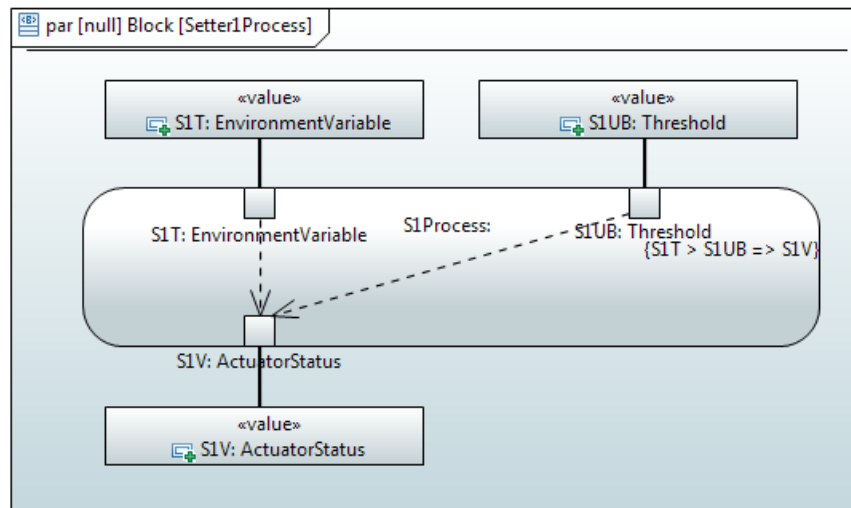 par [null] Block [Setter1Process]
«value»
S1T: EnvironmentVariable
«value»
S1UB: Threshold
S1T: EnvironmentVariable
S1Process:
S1UB: Threshold
{S1T > S1UB => S1V}
S1V: ActuatorStatus
«value»
S1V: ActuatorStatus